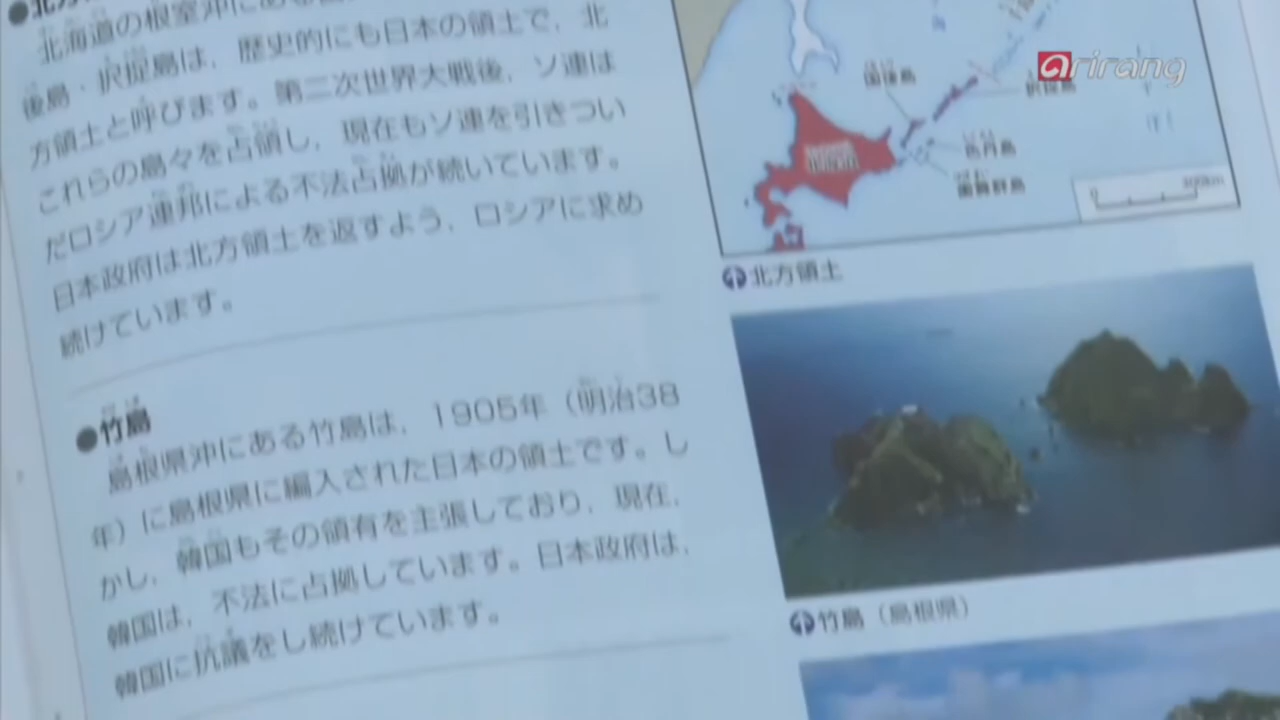 北海道の根室沖にある
後島・択捉島は、歴史的にも日本の領土で、北
方領土と呼びます。第二次世界大戦後、ソ連は
これらの島々を占領し、現在もソ連を引きつい
だロシア連邦による不法占拠が続いています。
日本政府は北方領土を返すよう、ロシアに求め
続けています。
●竹島
島根県沖にある竹島は、1905年（明治38
年）に島根県に編入された日本の領土です。し
かし、韓国もその領有を主張しており、現在、
韓国は、不法に占拠しています。日本政府は、
韓国に抗議をし続けています。
arirang
国後島
択捉島
色丹島
歯舞群島
0
北方領土
竹島（島根県）